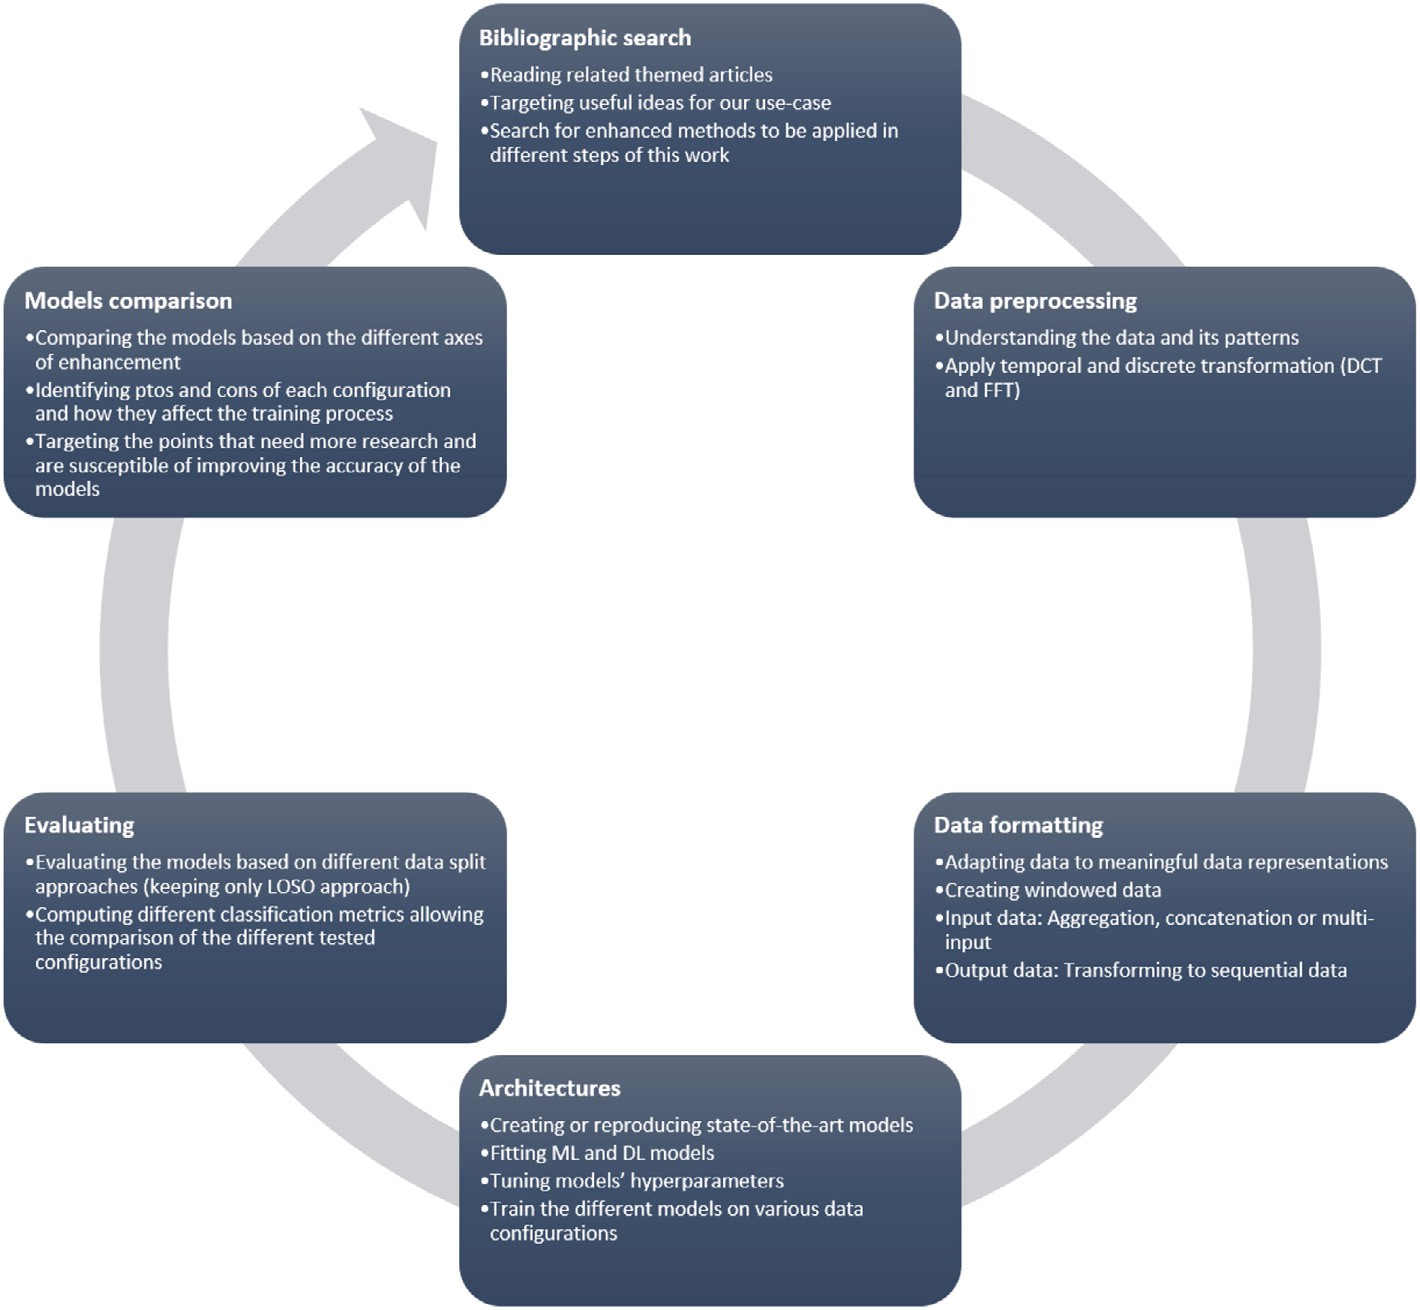 Bibliographic search
•Reading related themed articles
•Targeting useful ideas for our use-case
•Search for enhanced methods to be applied in
different steps of this work
Data preprocessing
•Understanding the data and its patterns
•Apply temporal and discrete transformation (DCT
and FFT)
Data formatting
•Adapting data to meaningful data representations
•Creating windowed data
•Input data: Aggregation, concatenation or multi-
input
•Output data: Transforming to sequential data
Architectures
•Creating or reproducing state-of-the-art models
•Fitting ML and DL models
•Tuning models’ hyperparameters
•Train the different models on various data
configurations
Evaluating
•Evaluating the models based on different data split
approaches (keeping only LOSO approach)
•Computing different classification metrics allowing
the comparison of the different tested
configurations
Models comparison
•Comparing the models based on the different axes
of enhancement
•Identifying ptos and cons of each configuration
and how they affect the training process
•Targeting the points that need more research and
are susceptible of improving the accuracy of the
models